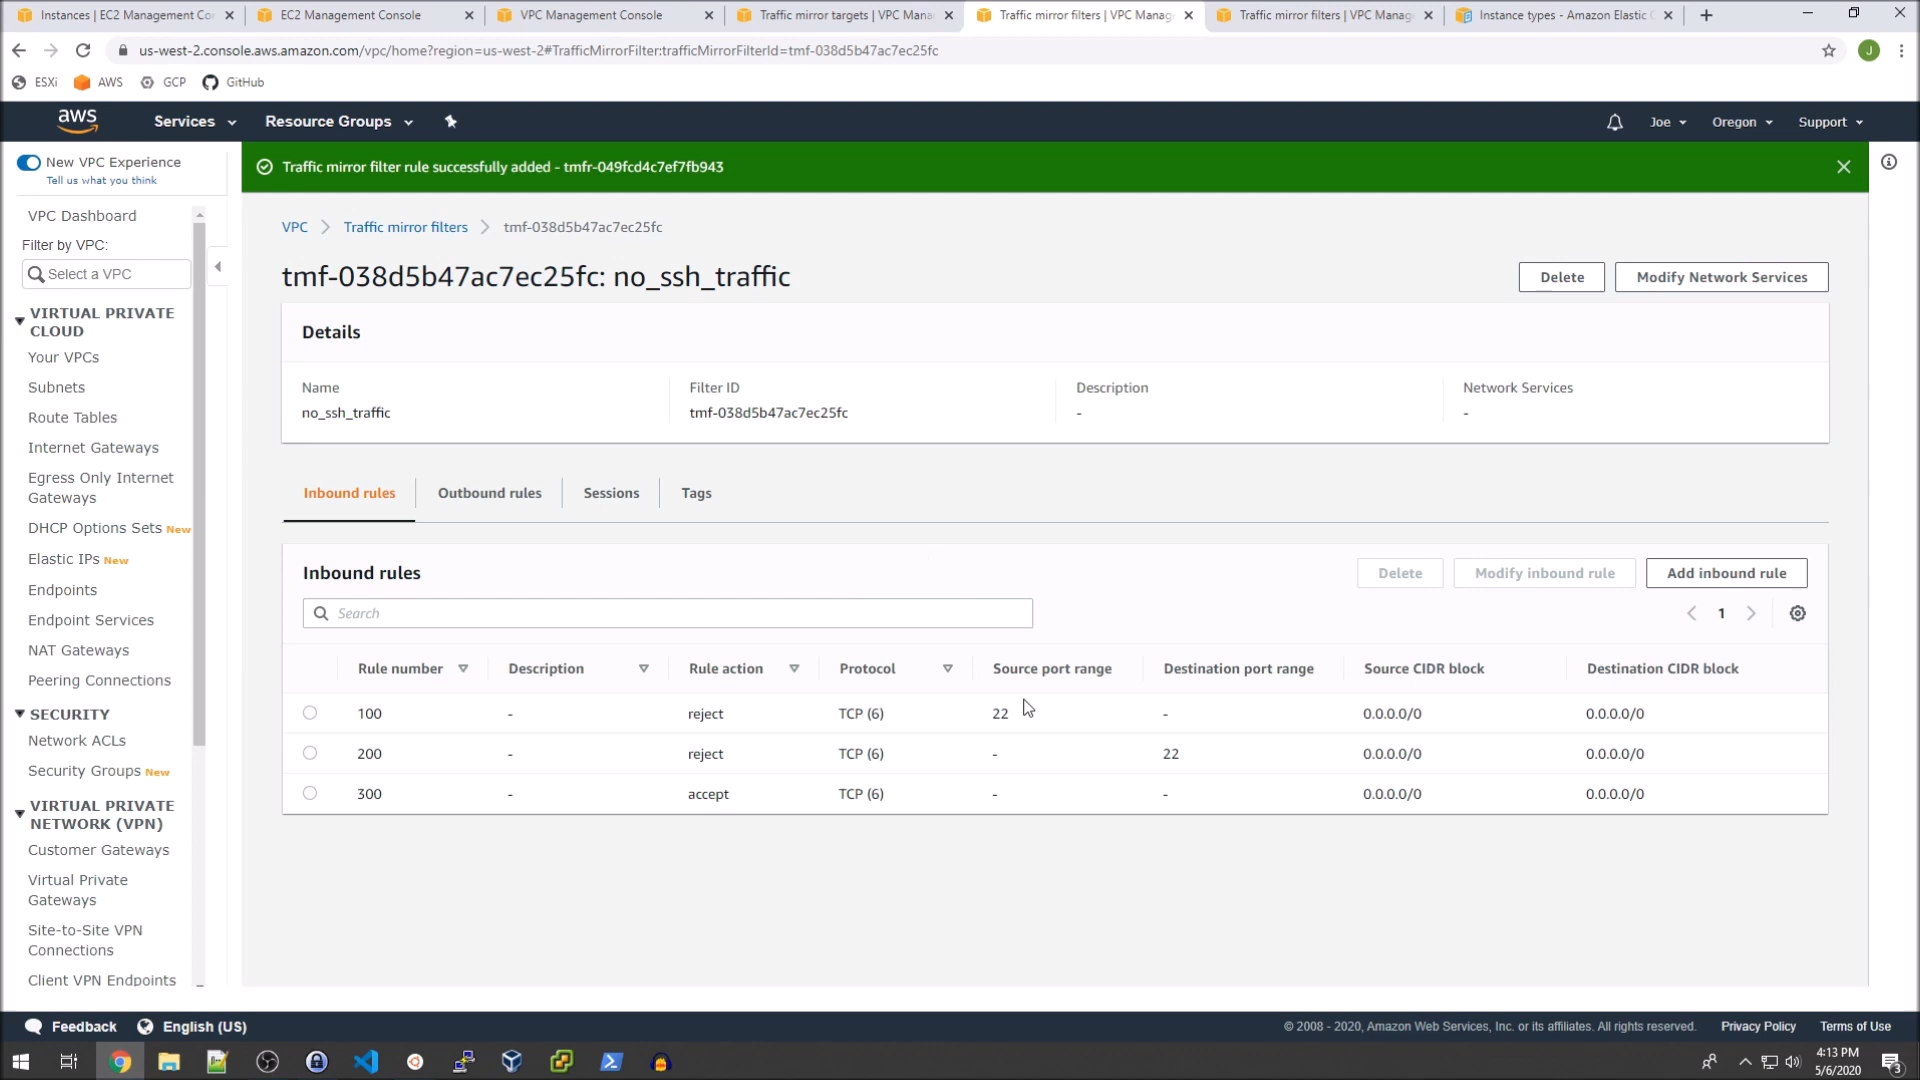 Instances | EC2 Management Con
EC2 Management Console
VPC Management Console
Traffic mirror targets | VPC Mana
Traffic mirror filters | VPC Manag
Traffic mirror filters | VPC Manag
Instance types - Amazon Elastic C
us-west-2.console.aws.amazon.com/vpc/home?region=us-west-2#TrafficMirrorFilter:trafficMirrorFilterId=tmf-038d5b47ac7ec25fc
J
ESXi
AWS
GCP
GitHub
aws
Services
Resource Groups
Joe
Oregon
Support
New VPC Experience
Tell us what you think
VPC Dashboard
Filter by VPC:
Select a VPC
VIRTUAL PRIVATE
CLOUD
Your VPCs
Subnets
Route Tables
Internet Gateways
Egress Only Internet
Gateways
DHCP Options Sets New
Elastic IPs New
Endpoints
Endpoint Services
NAT Gateways
Peering Connections
SECURITY
Network ACLs
Security Groups New
VIRTUAL PRIVATE
NETWORK (VPN)
Customer Gateways
Virtual Private
Gateways
Site-to-Site VPN
Connections
Client VPN Endpoints
Traffic mirror filter rule successfully added - tmfr-049fcd4c7ef7fb943
VPC
Traffic mirror filters
tmf-038d5b47ac7ec25fc
tmf-038d5b47ac7ec25fc: no_ssh_traffic
Delete
Modify Network Services
Details
Name
Filter ID
Description
Network Services
no_ssh_traffic
tmf-038d5b47ac7ec25fc
-
-
Inbound rules
Outbound rules
Sessions
Tags
Inbound rules
Delete
Modify inbound rule
Add inbound rule
Search
1
Rule number Description Rule action Protocol Source port range Destination port range Source CIDR block Destination CIDR block
100 - reject TCP (6) 22 - 0.0.0.0/0 0.0.0.0/0
200 - reject TCP (6) - 22 0.0.0.0/0 0.0.0.0/0
300 - accept TCP (6) - - 0.0.0.0/0 0.0.0.0/0
Feedback
English (US)
© 2008 - 2020, Amazon Web Services, Inc. or its affiliates. All rights reserved.
Privacy Policy
Terms of Use
4:13 PM
5/6/2020
3